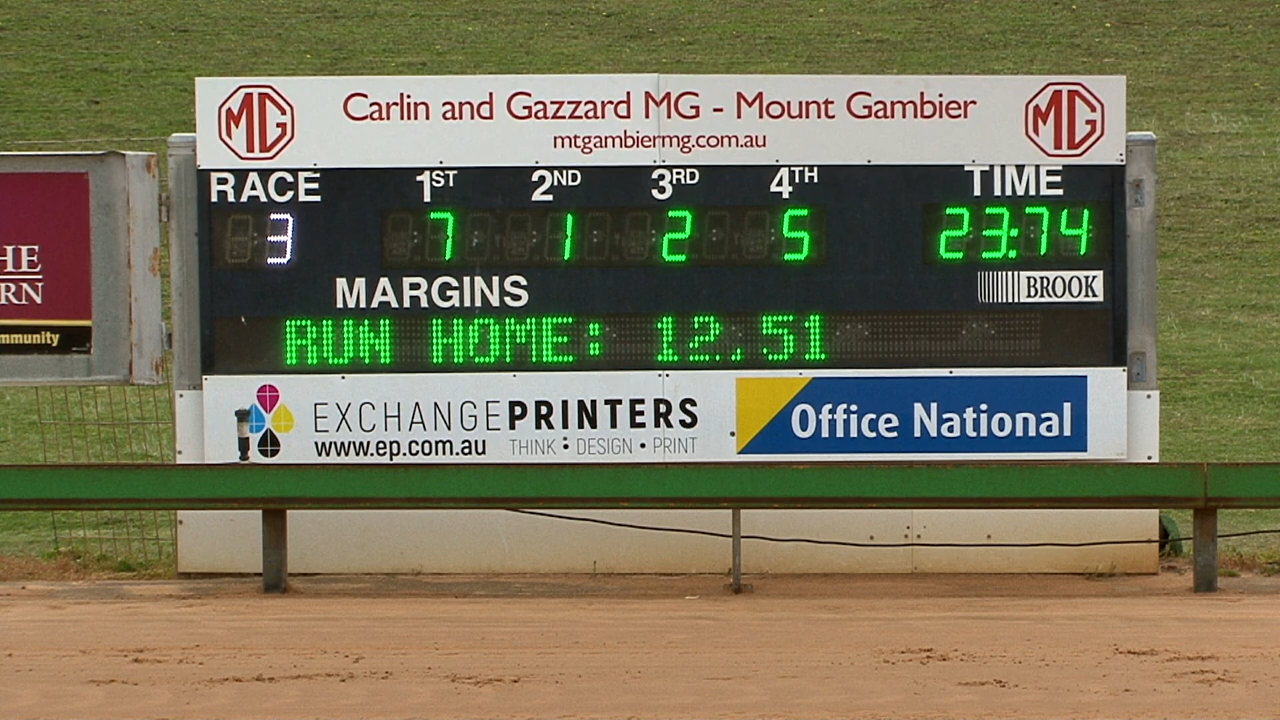 MG Carlin and Gazzard MG - Mount Gambier MG
mtgambiermg.com.au
RACE 1ST 2ND 3RD 4TH TIME
3 7 1 2 5 23:74
MARGINS
BROOK
RUN HOME: 12.51
EXCHANGEPRINTERS
www.ep.com.au THINK : DESIGN • PRINT
Office National
HE
RN
mmunity